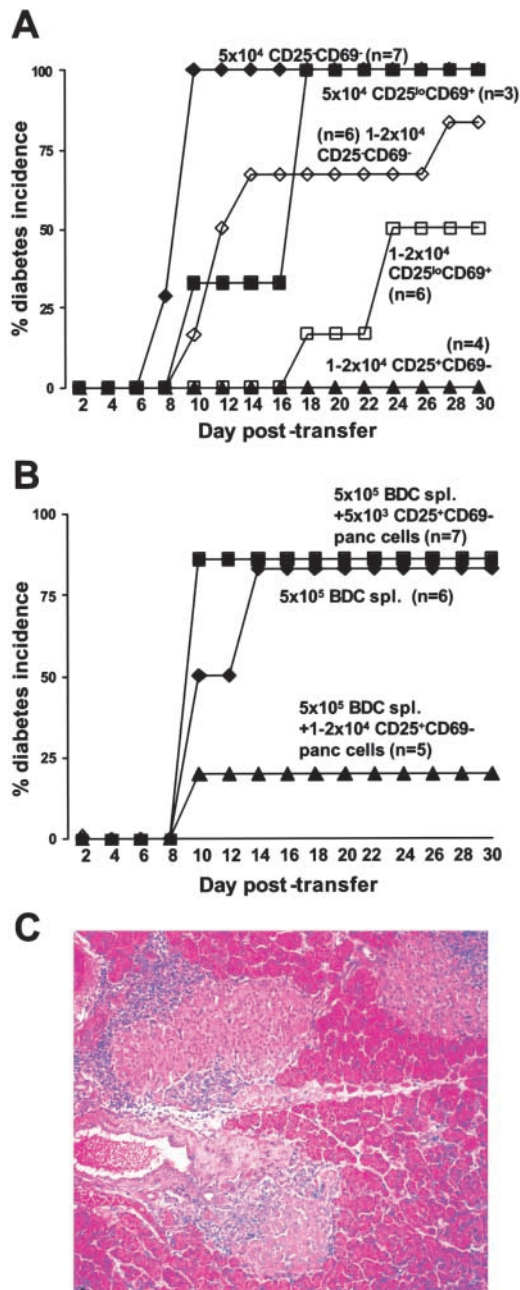 A
5x10⁴ CD25⁻CD69⁻ (n=7)
100
5x10⁴ CD25ˡᵒCD69⁺ (n=3)
(n=6) 1-2x10⁴
CD25⁻CD69⁻
75
% diabetes incidence
50
1-2x10⁴
CD25ˡᵒCD69⁺
(n=6)
25
(n=4)
1-2x10⁴ CD25⁺CD69-
0
2 4 6 8 10 12 14 16 18 20 22 24 26 28 30
Day post-transfer
B
5x10⁵ BDC spl.
+5x10³ CD25⁺CD69-
panc cells (n=7)
100
5x10⁵ BDC spl. (n=6)
75
% diabetes incidence
50
5x10⁵ BDC spl.
+1-2x10⁴ CD25⁺CD69-
panc cells (n=5)
25
0
2 4 6 8 10 12 14 16 18 20 22 24 26 28 30
Day post-transfer
C